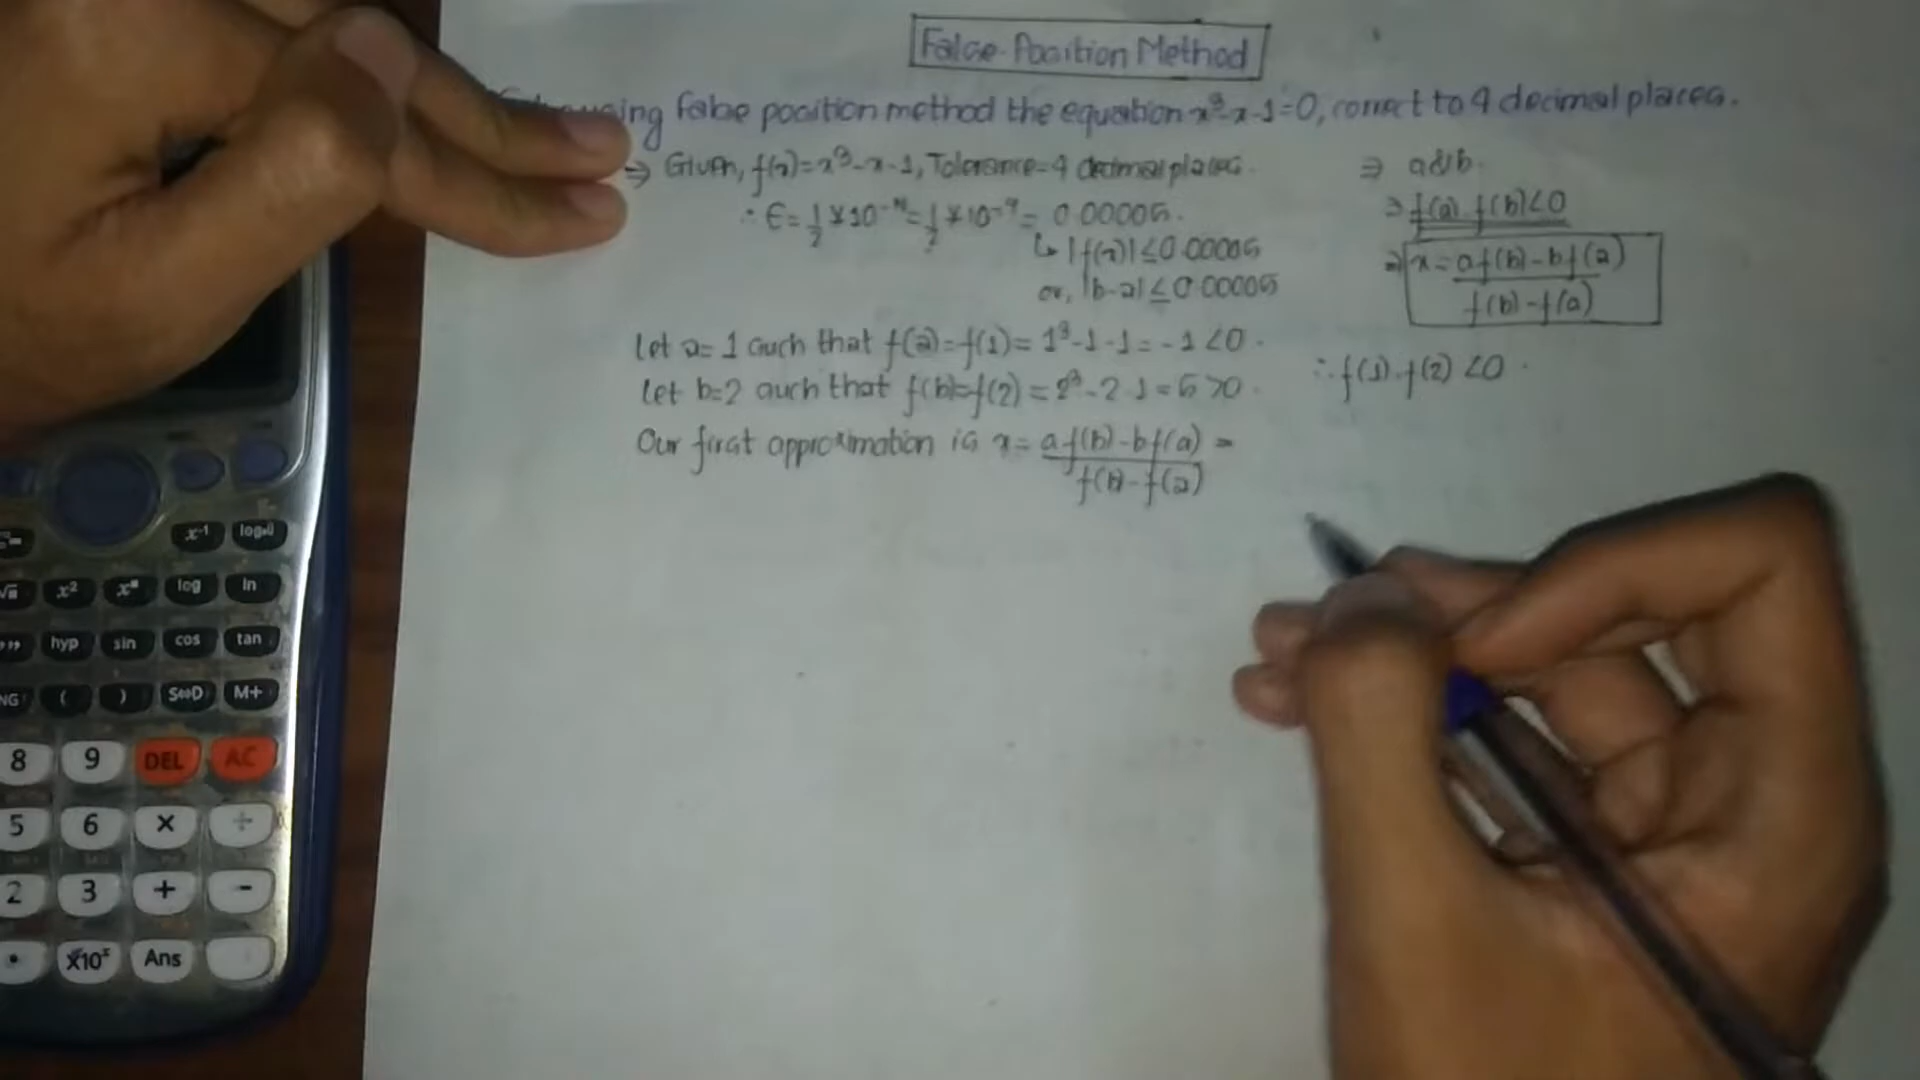 False Position Method
using false position method the equation x³-x-1=0, correct to 4 decimal places.
⇒ Given, f(x)=x³-x-1, Tolerance=4 decimal places.
∴ ε=1/2*10⁻ⁿ=1/2*10⁻⁴= 0.00005.
↳ |f(x)|≤0.00005
or, |b-a|≤0.00005
⇒ a & b.
⇒ f(a).f(b)<0
⇒ x= af(b)-bf(a) / f(b)-f(a)
Let a=1 such that f(a)=f(1)=1³-1-1=-1<0.
Let b=2 such that f(b)=f(2)=2³-2-1=5>0.
∴ f(1).f(2)<0.
Our first approximation is x= af(b)-bf(a) / f(b)-f(a) =
x⁻¹
x²
log
ln
hyp
sin
cos
tan
(
)
S⇔D
M+
8
9
DEL
AC
5
6
×
÷
2
3
+
-
•
×10ˣ
Ans